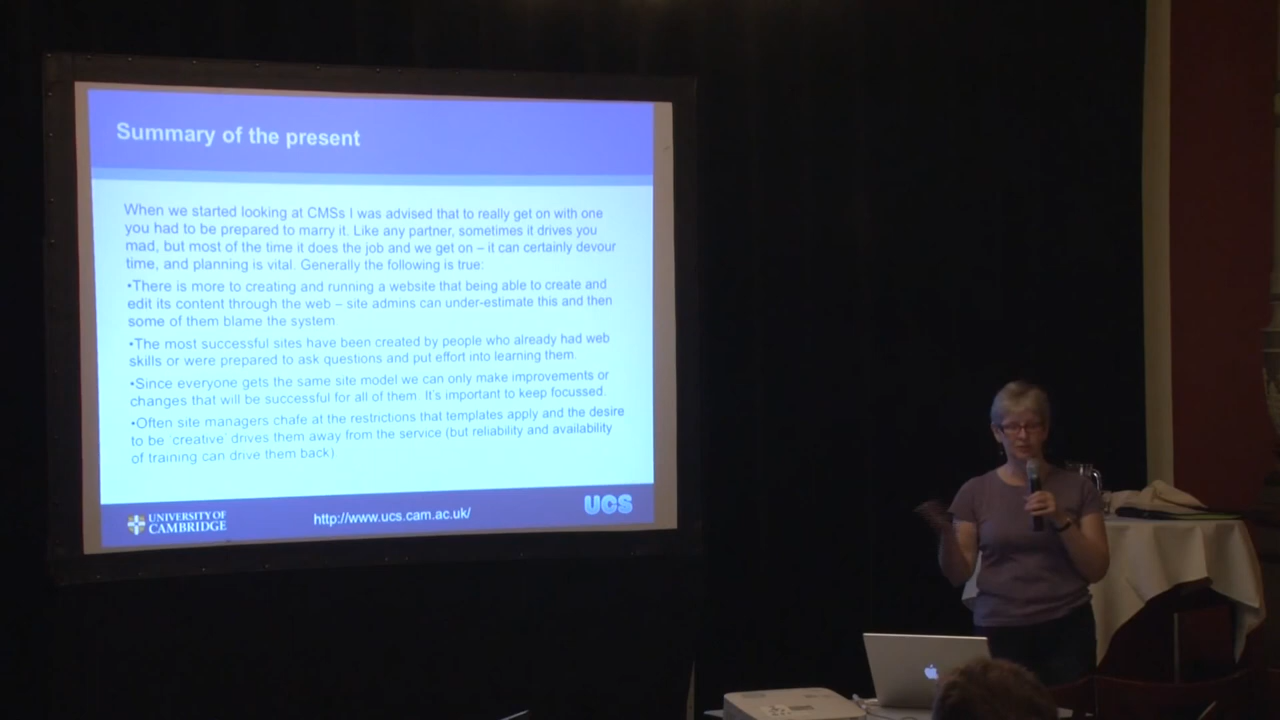 Summary of the present
When we started looking at CMSs I was advised that to really get on with one
you had to be prepared to marry it. Like any partner, sometimes it drives you
mad, but most of the time it does the job and we get on – it can certainly devour
time, and planning is vital. Generally the following is true:
•There is more to creating and running a website that being able to create and
edit its content through the web – site admins can under-estimate this and then
some of them blame the system
•The most successful sites have been created by people who already had web
skills or were prepared to ask questions and put effort into learning them.
•Since everyone gets the same site model we can only make improvements or
changes that will be successful for all of them. It's important to keep focussed.
•Often site managers chafe at the restrictions that templates apply and the desire
to be 'creative' drives them away from the service (but reliability and availability
of training can drive them back)
UNIVERSITY OF
CAMBRIDGE
http://www.ucs.cam.ac.uk/
UCS